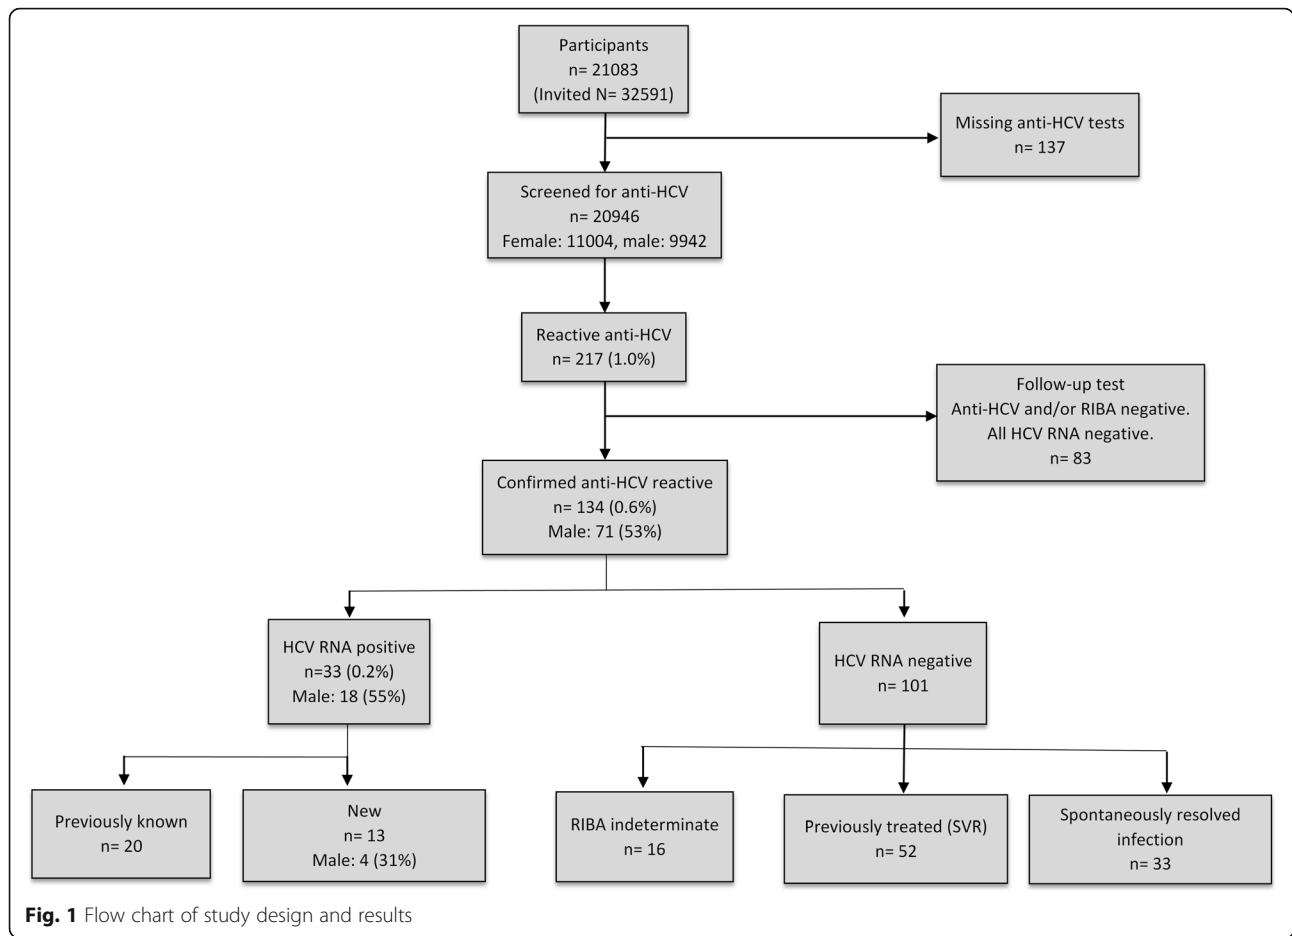 Participants
n= 21083
(Invited N= 32591)
Missing anti-HCV tests
n= 137
Screened for anti-HCV
n= 20946
Female: 11004, male: 9942
Reactive anti-HCV
n= 217 (1.0%)
Follow-up test
Anti-HCV and/or RIBA negative.
All HCV RNA negative.
n= 83
Confirmed anti-HCV reactive
n= 134 (0.6%)
Male: 71 (53%)
HCV RNA positive
n=33 (0.2%)
Male: 18 (55%)
HCV RNA negative
n= 101
Previously known
n= 20
New
n= 13
Male: 4 (31%)
RIBA indeterminate
n= 16
Previously treated (SVR)
n= 52
Spontaneously resolved
infection
n= 33
Fig. 1 Flow chart of study design and results